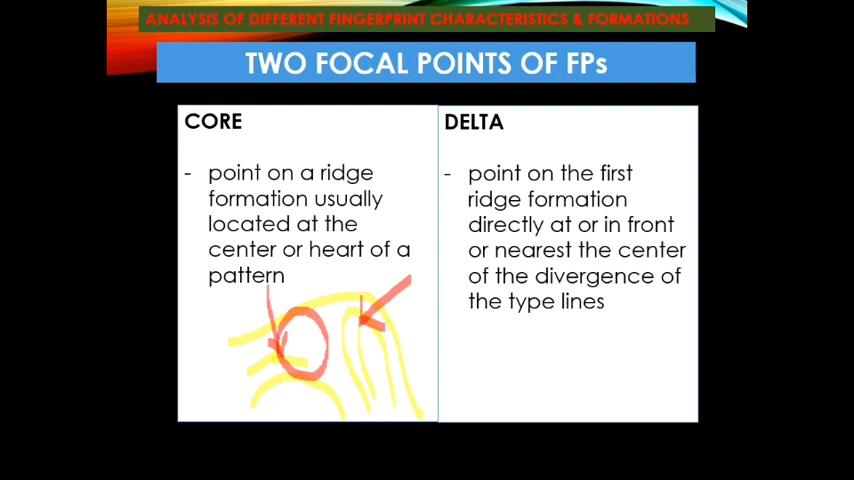 ANALYSIS OF DIFFERENT FINGERPRINT CHARACTERISTICS & FORMATIONS
TWO FOCAL POINTS OF FPs
CORE
- point on a ridge
formation usually
located at the
center or heart of a
pattern
DELTA
- point on the first
ridge formation
directly at or in front
or nearest the center
of the divergence of
the type lines